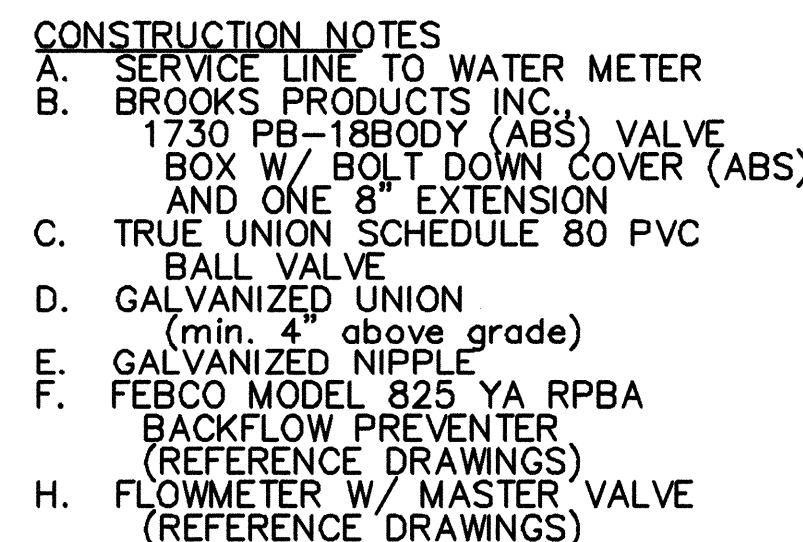 CONSTRUCTION NOTES
A. SERVICE LINE TO WATER METER
B. BROOKS PRODUCTS INC.,
1730 PB-18BODY (ABS) VALVE
BOX W/ BOLT DOWN COVER (ABS)
AND ONE 8" EXTENSION
C. TRUE UNION SCHEDULE 80 PVC
BALL VALVE
D. GALVANIZED UNION
(min. 4" above grade)
E. GALVANIZED NIPPLE
F. FEBCO MODEL 825 YA RPBA
BACKFLOW PREVENTER
(REFERENCE DRAWINGS)
H. FLOWMETER W/ MASTER VALVE
(REFERENCE DRAWINGS)